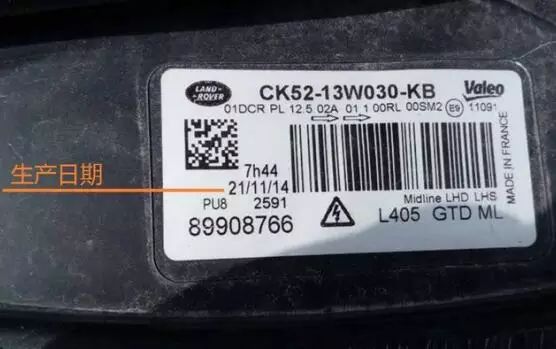 LAND-
ROVER
CK52-13W030-KB
Valeo
01DCR PL 12.5 02A 01 1 00RL 00SM2 E9 11091
7h44
生产日期
21/11/14
PU8 2591
89908766
Midline LHD LHS
L405 GTD ML
MADE IN FRANCE